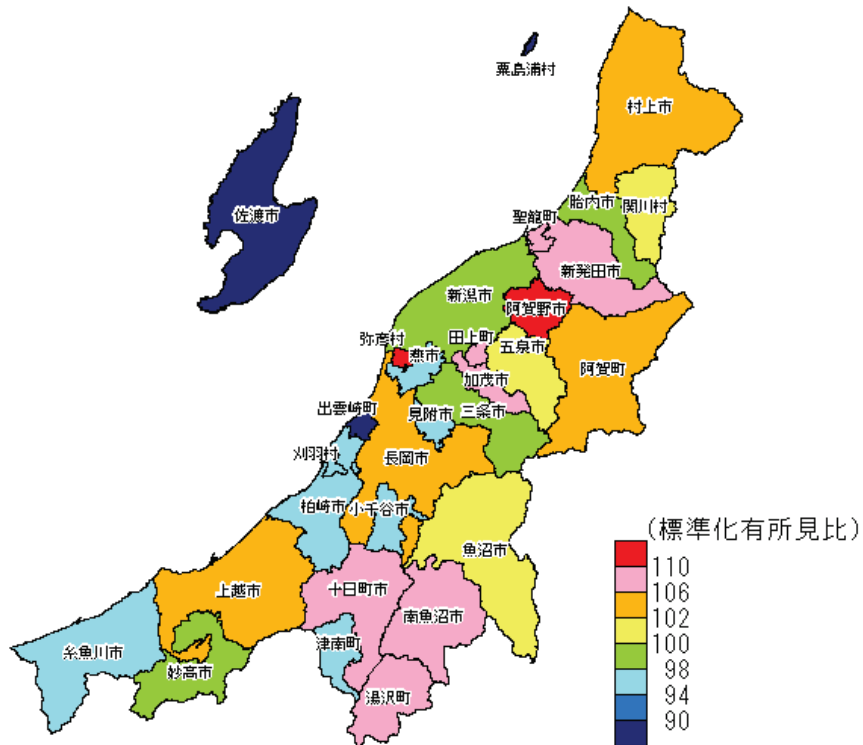 粟島浦村
村上市
佐渡市
胎内市
関川村
聖籠町
新発田市
新潟市
阿賀野市
弥彦村
燕市
田上町
五泉市
阿賀町
加茂市
出雲崎町
見附市
三条市
刈羽村
長岡市
柏崎市
小千谷市
魚沼市
上越市
十日町市
南魚沼市
糸魚川市
妙高市
津南町
湯沢町
(標準化有所見比)
110
106
102
100
98
94
90